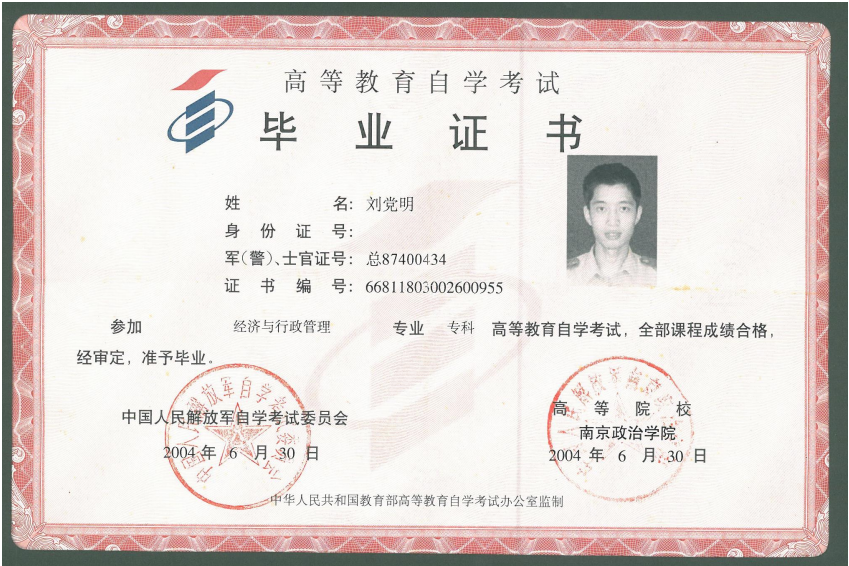 高等教育自学考试
毕业证书
姓名：刘党明
身份证号：
军（警）、士官证号：总87400434
证书编号：66811803002600955
参加 经济与行政管理 专业 专科 高等教育自学考试，全部课程成绩合格，
经审定，准予毕业。
中国人民解放军自学考试委员会
高等院校
南京政治学院
2004 年 6 月 30 日
2004 年 6 月 30 日
中华人民共和国教育部高等教育自学考试办公室监制